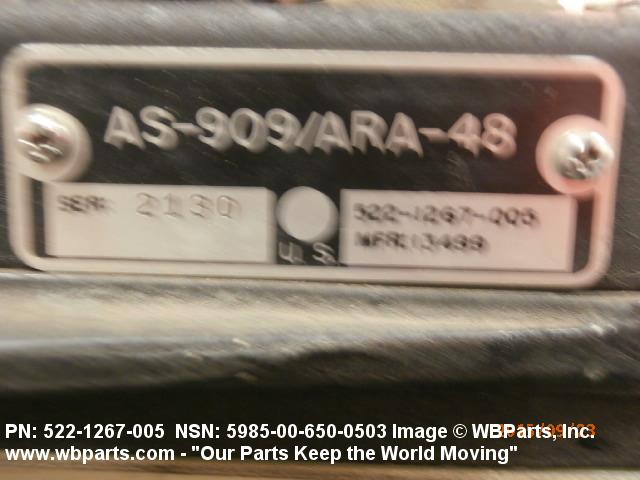 AS-909/ARA-48
SER: 2130
522-1267-005
MFR:13499
U.S.
PN: 522-1267-005 NSN: 5985-00-650-0503 Image © WBParts, Inc.
www.wbparts.com - "Our Parts Keep the World Moving"